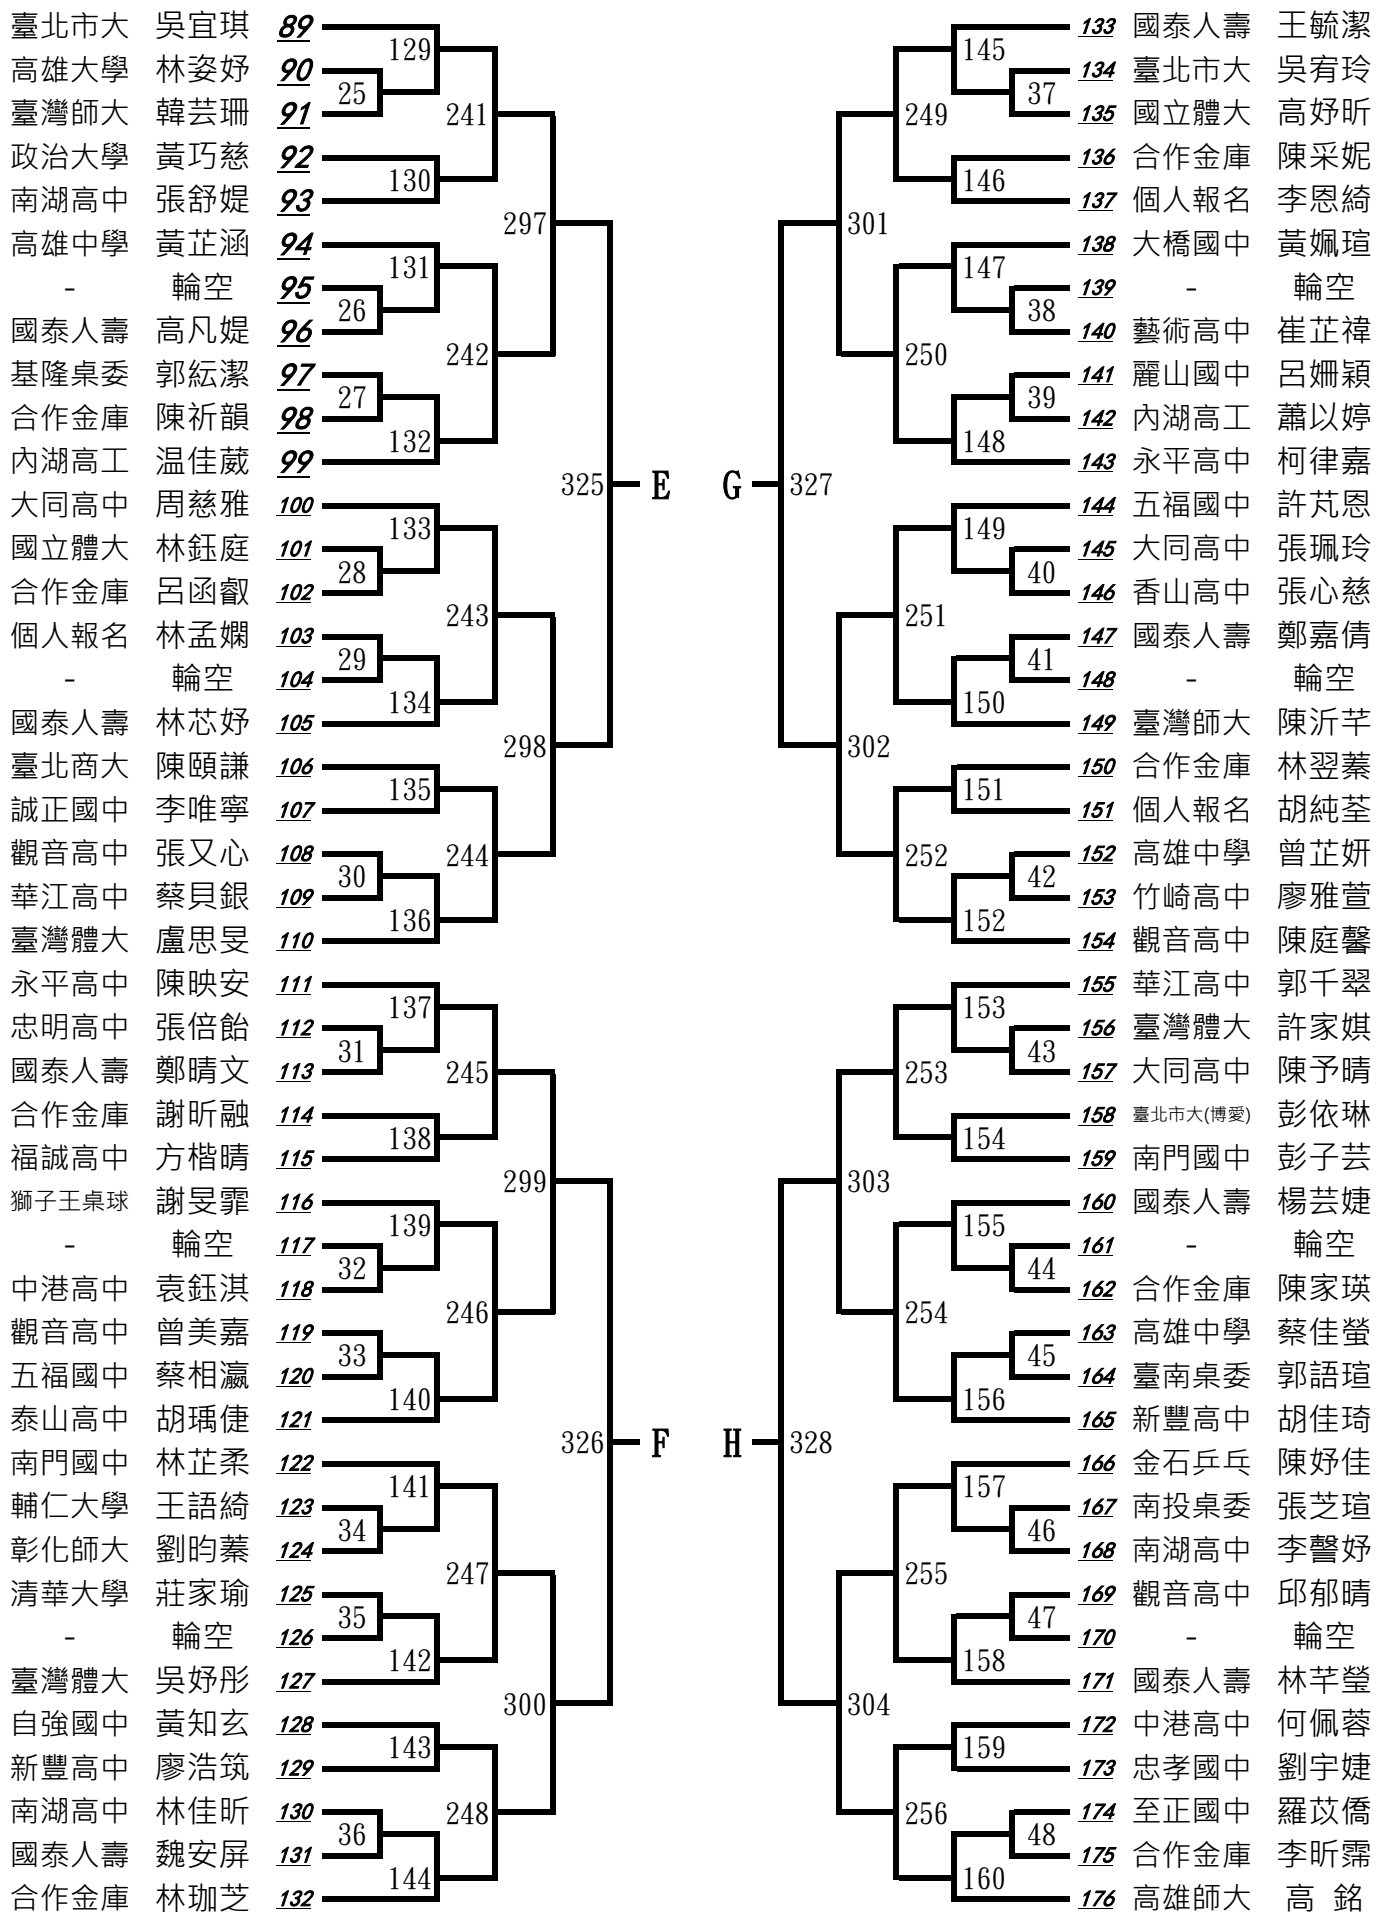 臺北市大 吳宜琪 89
高雄大學 林姿妤 90
臺灣師大 韓芸珊 91
政治大學 黃巧慈 92
南湖高中 張舒媞 93
高雄中學 黃芷涵 94
- 輪空 95
國泰人壽 高凡媞 96
基隆桌委 郭紜潔 97
合作金庫 陳祈韻 98
內湖高工 温佳葳 99
大同高中 周慈雅 100
國立體大 林鈺庭 101
合作金庫 呂函叡 102
個人報名 林孟嫻 103
- 輪空 104
國泰人壽 林芯妤 105
臺北商大 陳頤謙 106
誠正國中 李唯寧 107
觀音高中 張又心 108
華江高中 蔡貝銀 109
臺灣體大 盧思旻 110
永平高中 陳映安 111
忠明高中 張倍飴 112
國泰人壽 鄭晴文 113
合作金庫 謝昕融 114
福誠高中 方楷晴 115
獅子王桌球 謝旻霏 116
- 輪空 117
中港高中 袁鈺淇 118
觀音高中 曾美嘉 119
五福國中 蔡相瀛 120
泰山高中 胡瑀倢 121
南門國中 林芷柔 122
輔仁大學 王語綺 123
彰化師大 劉昀蓁 124
清華大學 莊家瑜 125
- 輪空 126
臺灣體大 吳妤彤 127
自強國中 黃知玄 128
新豐高中 廖浩筑 129
南湖高中 林佳昕 130
國泰人壽 魏安屏 131
合作金庫 林珈芝 132
25
26
27
28
29
30
31
32
33
34
35
36
129
130
131
132
133
134
135
136
137
138
139
140
141
142
143
144
241
242
243
244
245
246
247
248
297
298
299
300
325 E
326 F
G 327
H 328
301
302
303
304
249
250
251
252
253
254
255
256
145
146
147
148
149
150
151
152
153
154
155
156
157
158
159
160
37
38
39
40
41
42
43
44
45
46
47
48
133 國泰人壽 王毓潔
134 臺北市大 吳宥玲
135 國立體大 高妤昕
136 合作金庫 陳采妮
137 個人報名 李恩綺
138 大橋國中 黃姵瑄
139 - 輪空
140 藝術高中 崔芷禕
141 麗山國中 呂姍穎
142 內湖高工 蕭以婷
143 永平高中 柯律嘉
144 五福國中 許芃恩
145 大同高中 張珮玲
146 香山高中 張心慈
147 國泰人壽 鄭嘉倩
148 - 輪空
149 臺灣師大 陳沂芊
150 合作金庫 林翌蓁
151 個人報名 胡純荃
152 高雄中學 曾芷妍
153 竹崎高中 廖雅萱
154 觀音高中 陳庭馨
155 華江高中 郭千翠
156 臺灣體大 許家媖
157 大同高中 陳予晴
158 臺北市大(博愛) 彭依琳
159 南門國中 彭子芸
160 國泰人壽 楊芸婕
161 - 輪空
162 合作金庫 陳家瑛
163 高雄中學 蔡佳螢
164 臺南桌委 郭語瑄
165 新豐高中 胡佳琦
166 金石乒乓 陳妤佳
167 南投桌委 張芝瑄
168 南湖高中 李謦妤
169 觀音高中 邱郁晴
170 - 輪空
171 國泰人壽 林芊瑩
172 中港高中 何佩蓉
173 忠孝國中 劉宇婕
174 至正國中 羅苡僑
175 合作金庫 李昕霈
176 高雄師大 高 銘